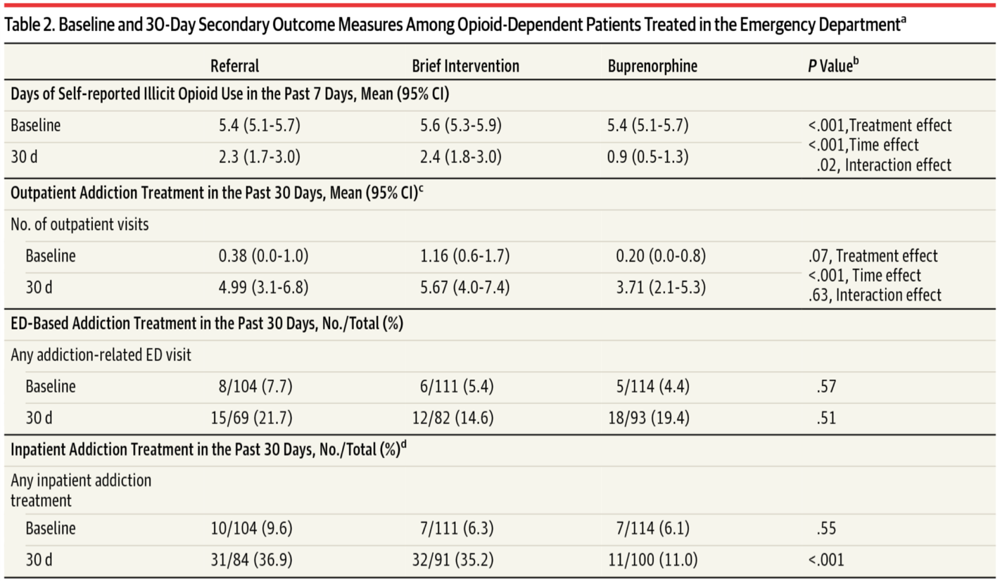 Table 2. Baseline and 30-Day Secondary Outcome Measures Among Opioid-Dependent Patients Treated in the Emergency Departmentᵃ
Referral Brief Intervention Buprenorphine P Valueᵇ
Days of Self-reported Illicit Opioid Use in the Past 7 Days, Mean (95% CI)
Baseline 5.4 (5.1-5.7) 5.6 (5.3-5.9) 5.4 (5.1-5.7) <.001,Treatment effect
<.001,Time effect
30 d 2.3 (1.7-3.0) 2.4 (1.8-3.0) 0.9 (0.5-1.3)
.02, Interaction effect
Outpatient Addiction Treatment in the Past 30 Days, Mean (95% CI)ᶜ
No. of outpatient visits
Baseline 0.38 (0.0-1.0) 1.16 (0.6-1.7) 0.20 (0.0-0.8) .07, Treatment effect
<.001, Time effect
30 d 4.99 (3.1-6.8) 5.67 (4.0-7.4) 3.71 (2.1-5.3)
.63, Interaction effect
ED-Based Addiction Treatment in the Past 30 Days, No./Total (%)
Any addiction-related ED visit
Baseline 8/104 (7.7) 6/111 (5.4) 5/114 (4.4) .57
30 d 15/69 (21.7) 12/82 (14.6) 18/93 (19.4) .51
Inpatient Addiction Treatment in the Past 30 Days, No./Total (%)ᵈ
Any inpatient addiction
treatment
Baseline 10/104 (9.6) 7/111 (6.3) 7/114 (6.1) .55
30 d 31/84 (36.9) 32/91 (35.2) 11/100 (11.0) <.001